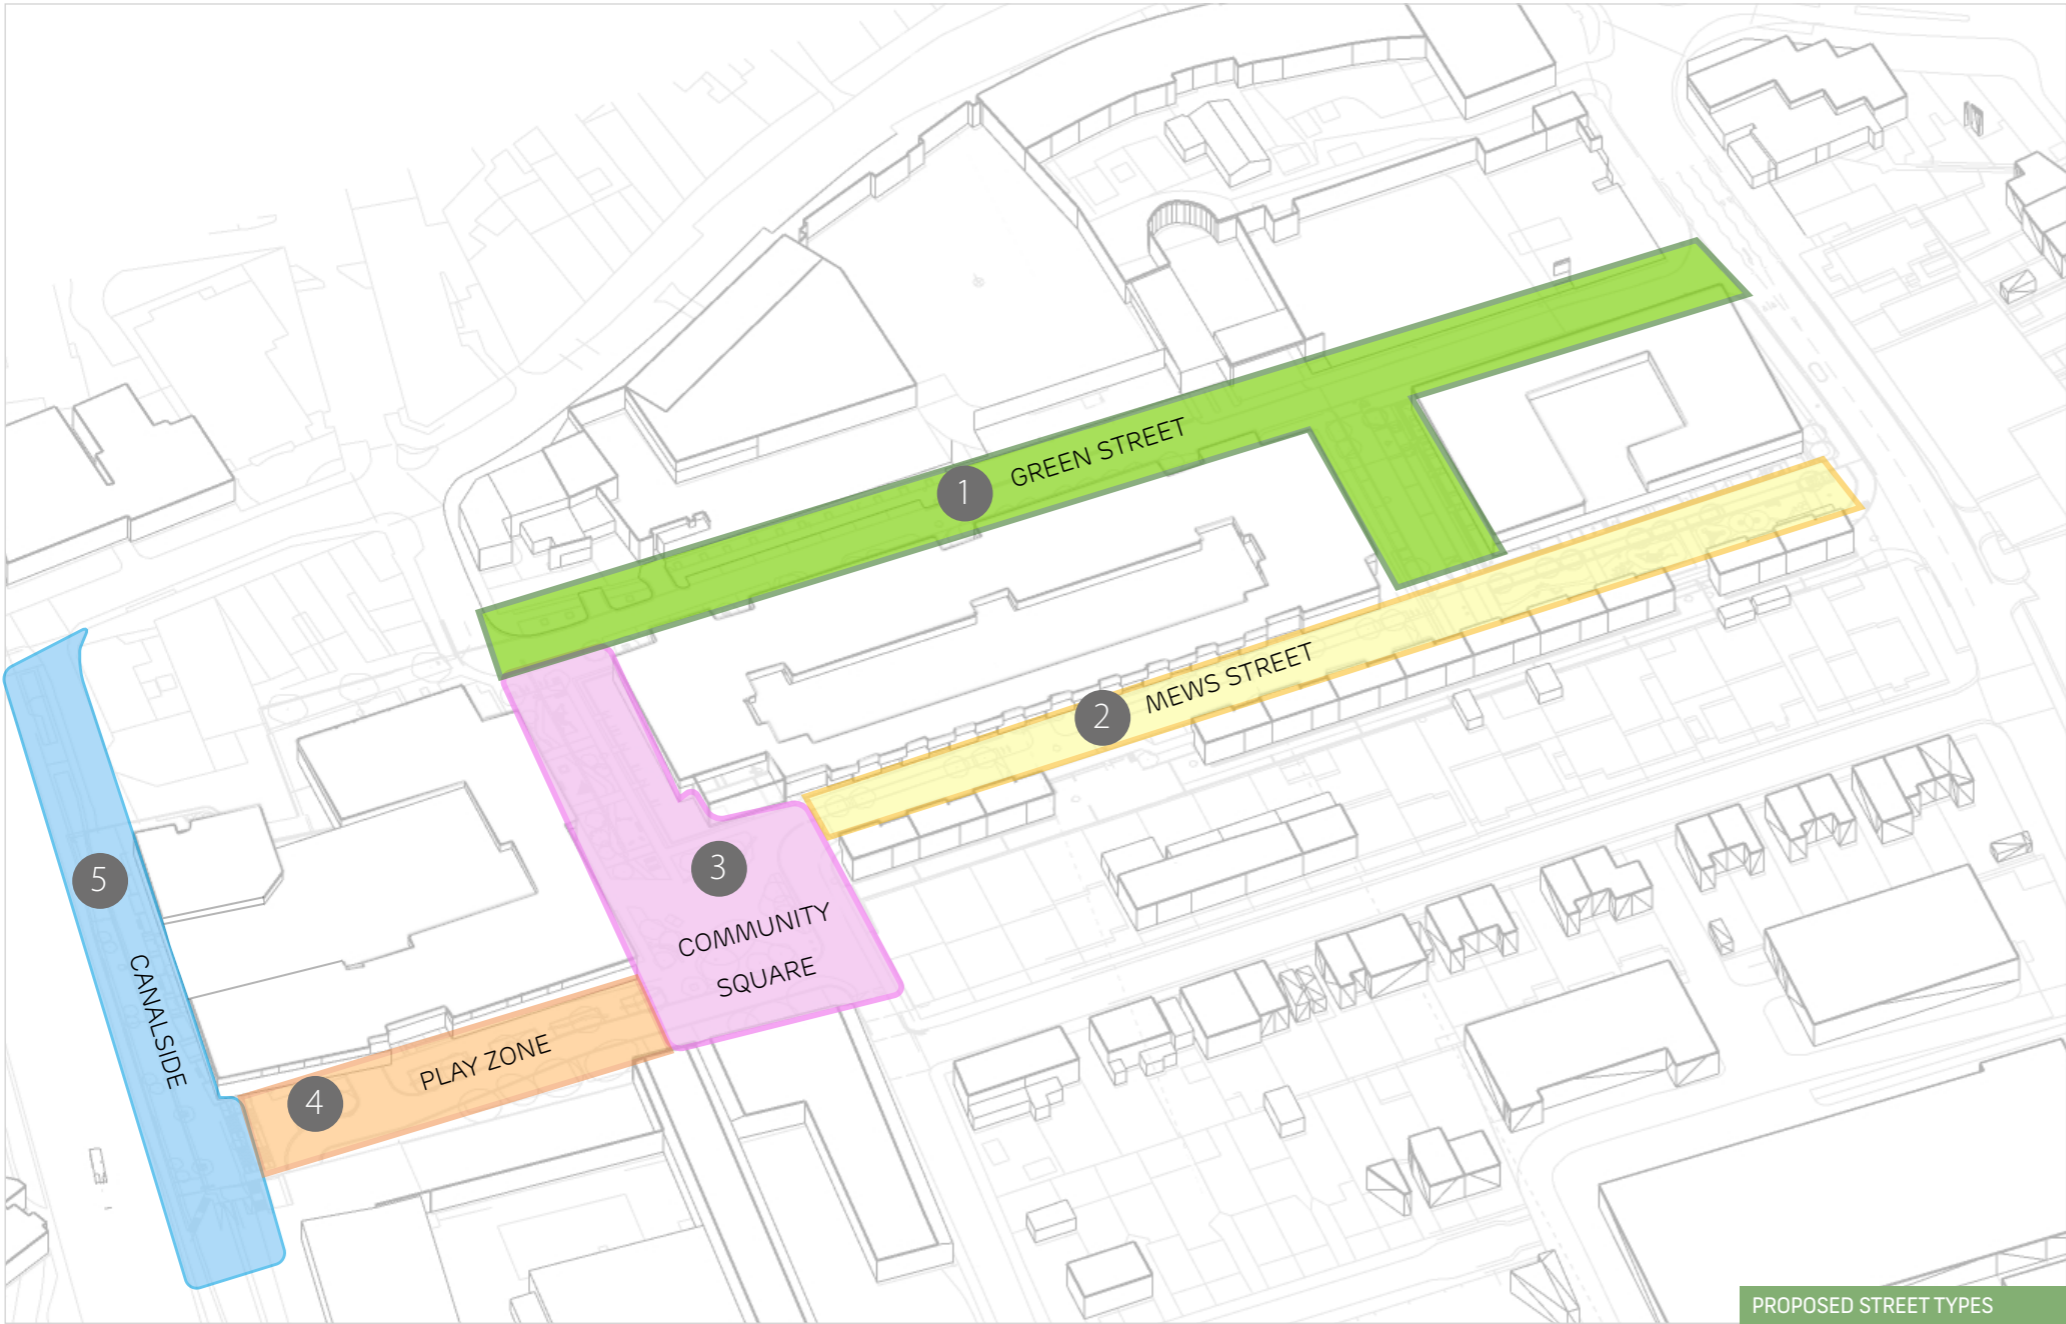 1
GREEN STREET
2
MEWS STREET
3
COMMUNITY
SQUARE
4
PLAY ZONE
5
CANALSIDE
PROPOSED STREET TYPES